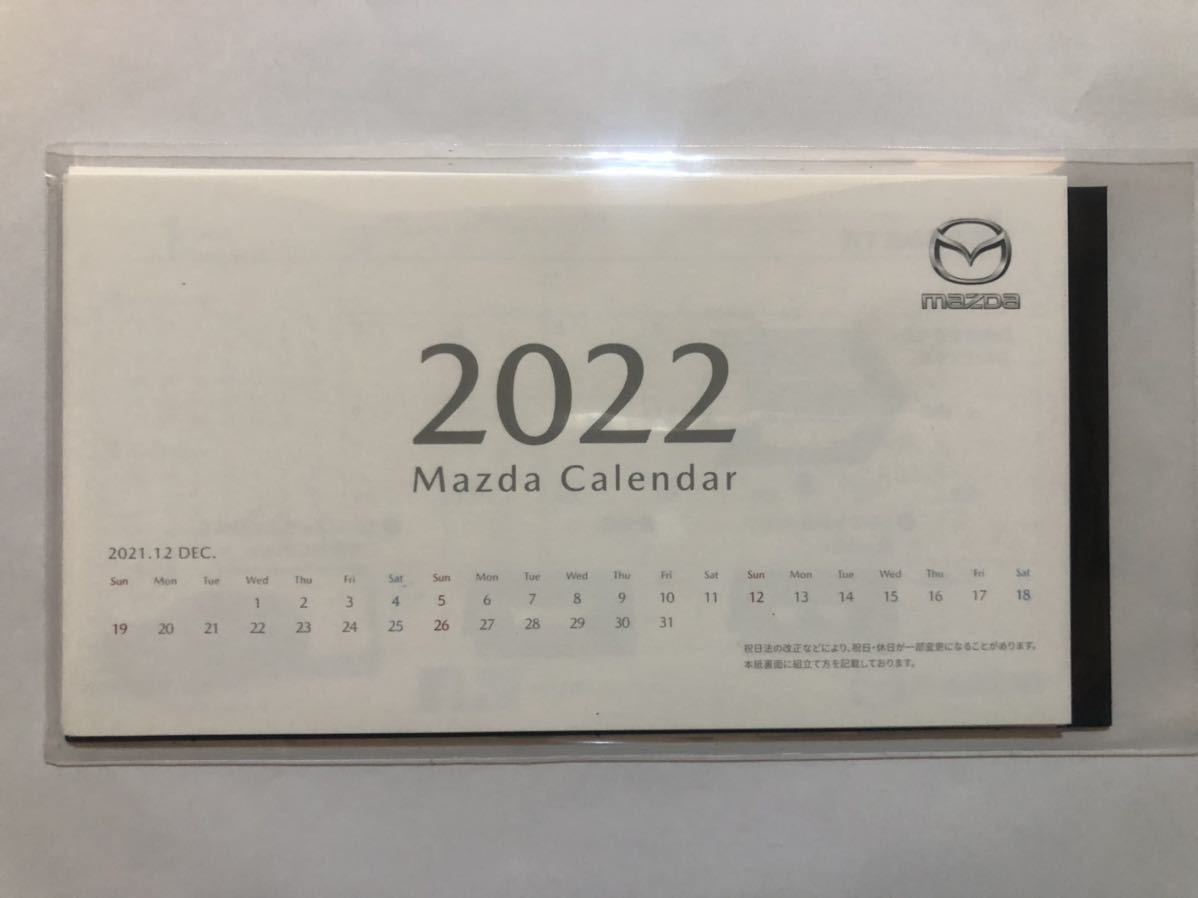 mazda
2022
Mazda Calendar
2021.12 DEC.
Sun Mon Tue Wed Thu Fri Sat Sun Mon Tue Wed Thu Fri Sat Sun Mon Tue Wed Thu Fri Sat
1 2 3 4 5 6 7 8 9 10 11 12 13 14 15 16 17 18
19 20 21 22 23 24 25 26 27 28 29 30 31
祝日法の改正などにより、祝日・休日が一部変更になることがあります。
本紙裏面に組立て方を記載しております。